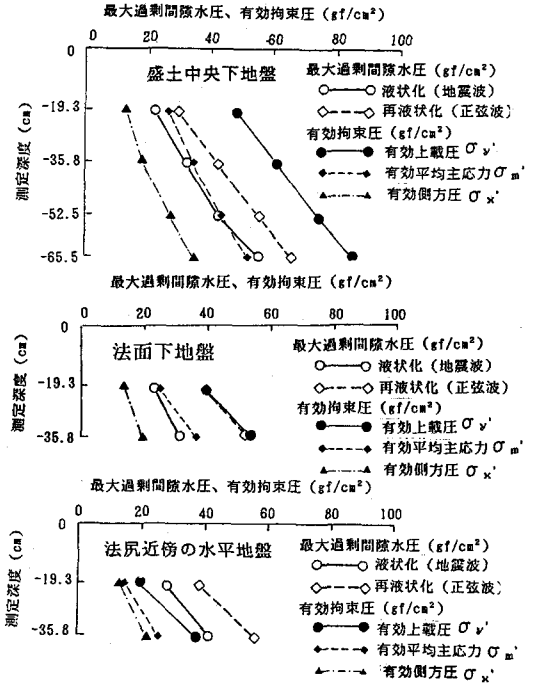 最大過剰間隙水圧、有効拘束圧 (gf/cm²)
0 20 40 60 80 100
盛土中央下地盤
最大過剰間隙水圧 (gf/cm²)
液状化 (地震波)
再液状化 (正弦波)
有効拘束圧 (gf/cm²)
有効上載圧 σv'
有効平均主応力 σm'
有効側方圧 σx'
測定深度 (cm)
0
-19.3
-35.8
-52.5
-65.5
最大過剰間隙水圧、有効拘束圧 (gf/cm²)
0 20 40 60 80 100
法面下地盤
最大過剰間隙水圧 (gf/cm²)
液状化 (地震波)
再液状化 (正弦波)
有効拘束圧 (gf/cm²)
有効上載圧 σv'
有効平均主応力 σm'
有効側方圧 σx'
測定深度 (cm)
0
-19.3
-35.8
最大過剰間隙水圧、有効拘束圧 (gf/cm²)
0 20 40 60 80 100
法尻近傍の水平地盤
最大過剰間隙水圧 (gf/cm²)
液状化 (地震波)
再液状化 (正弦波)
有効拘束圧 (gf/cm²)
有効上載圧 σv'
有効平均主応力 σm'
有効側方圧 σx'
測定深度 (cm)
0
-19.3
-35.8